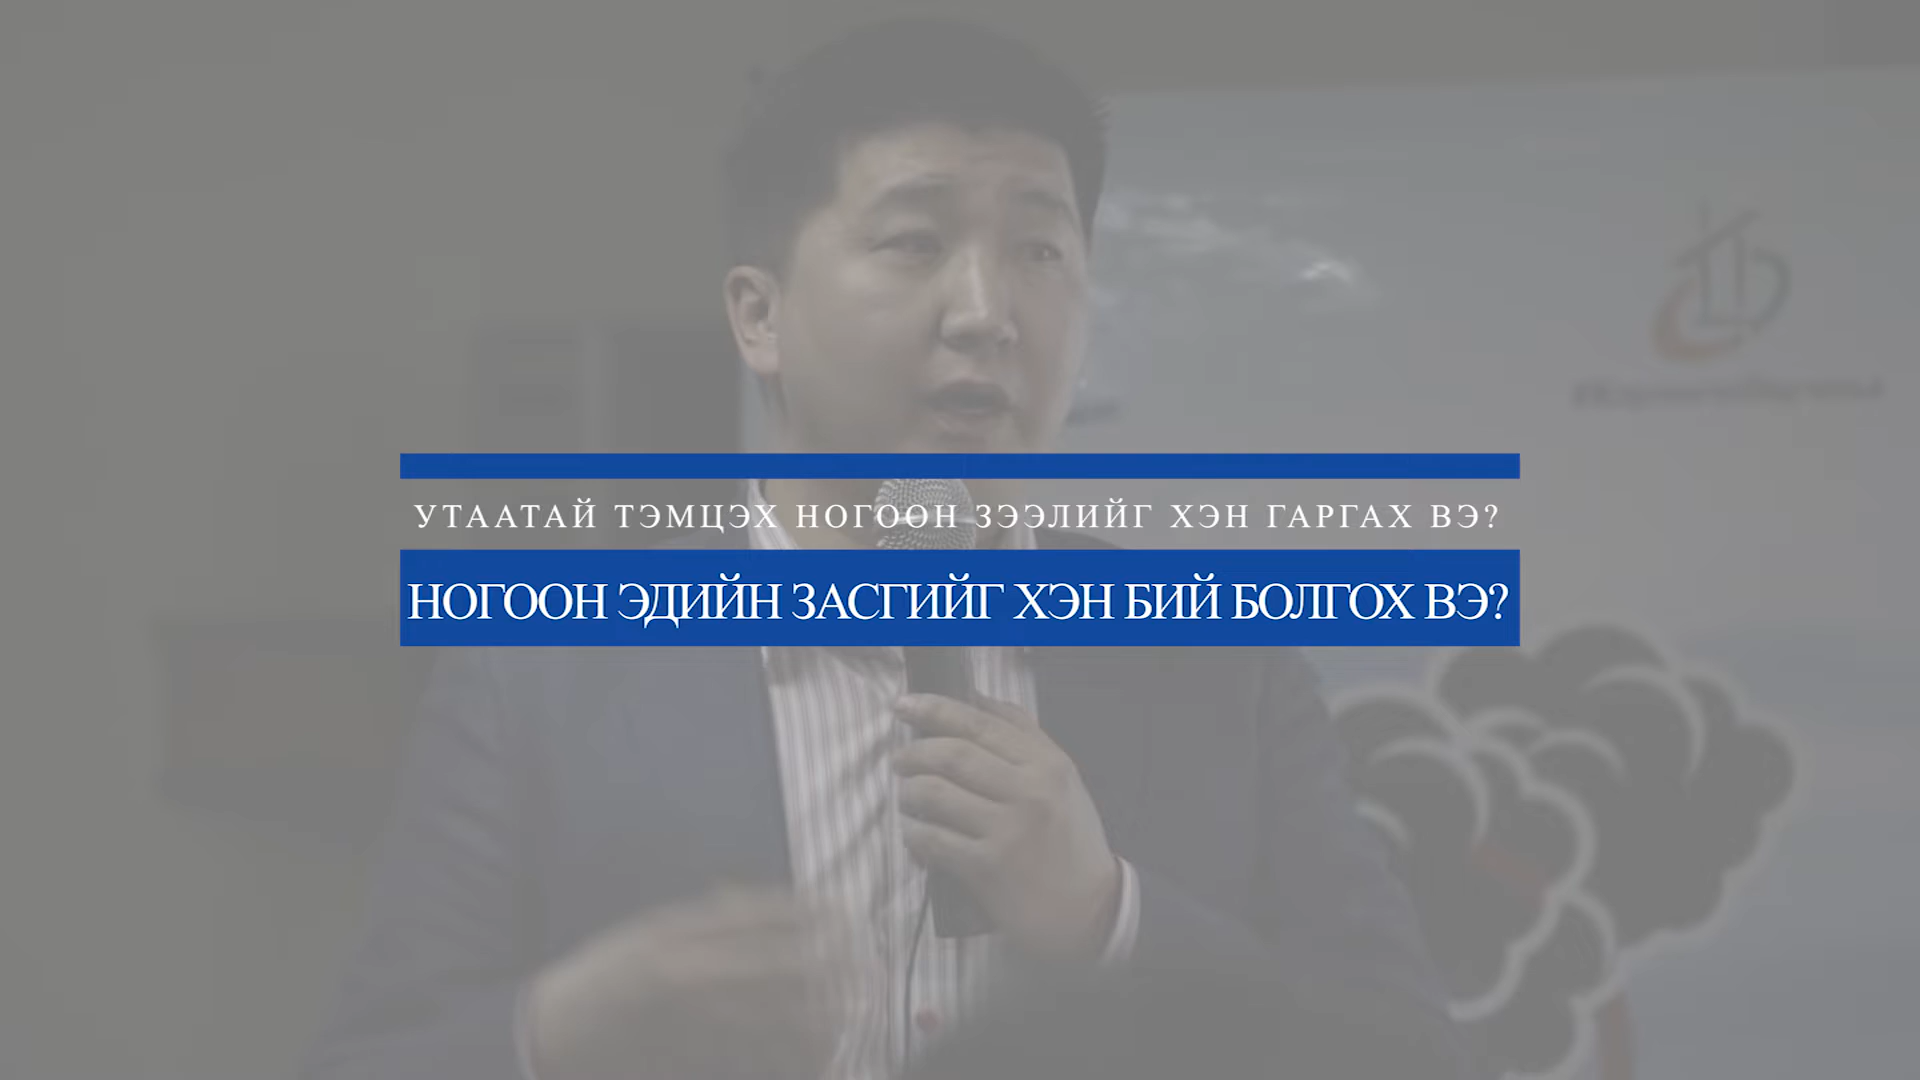 УТААТАЙ ТЭМЦЭХ НОГООН ЗЭЭЛИЙГ ХЭН ГАРГАХ ВЭ?
НОГООН ЭДИЙН ЗАСГИЙГ ХЭН БИЙ БОЛГОХ ВЭ?